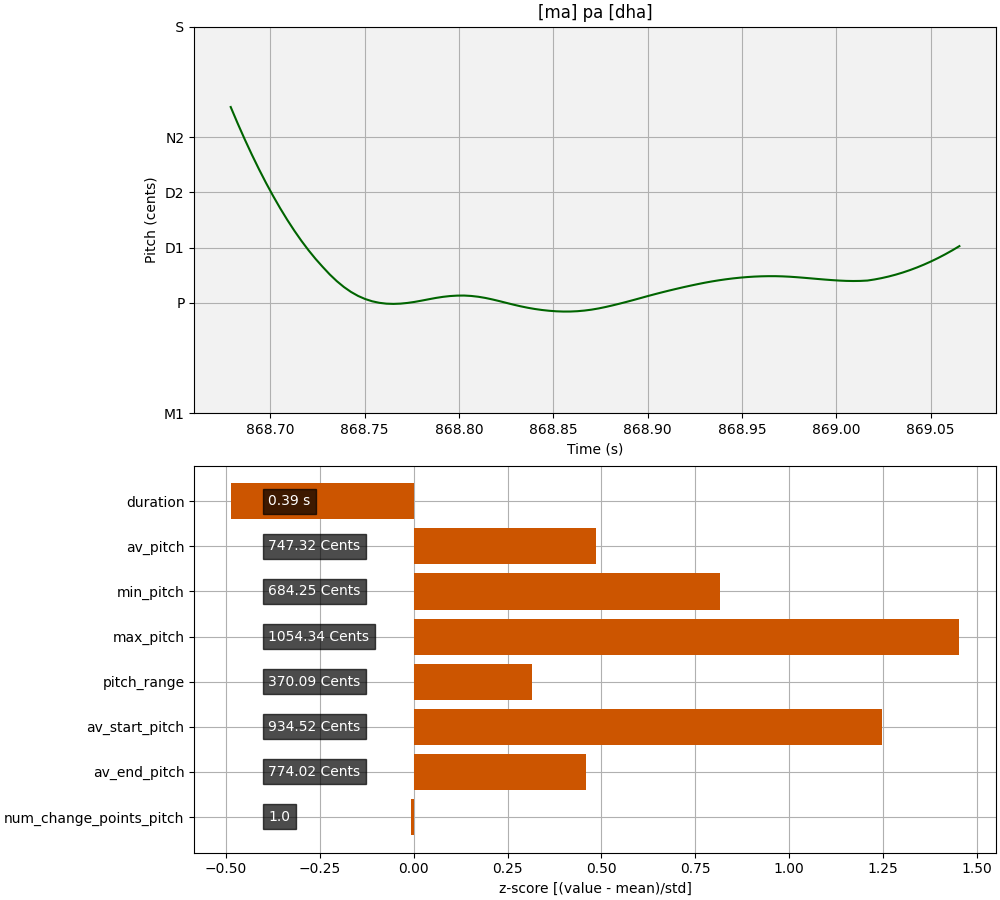 [ma] pa [dha]
S
N2
D2
D1
P
M1
Pitch (cents)
868.70 868.75 868.80 868.85 868.90 868.95 869.00 869.05
Time (s)
duration 0.39 s
av_pitch 747.32 Cents
min_pitch 684.25 Cents
max_pitch 1054.34 Cents
pitch_range 370.09 Cents
av_start_pitch 934.52 Cents
av_end_pitch 774.02 Cents
num_change_points_pitch 1.0
−0.50 −0.25 0.00 0.25 0.50 0.75 1.00 1.25 1.50
z-score [(value - mean)/std]